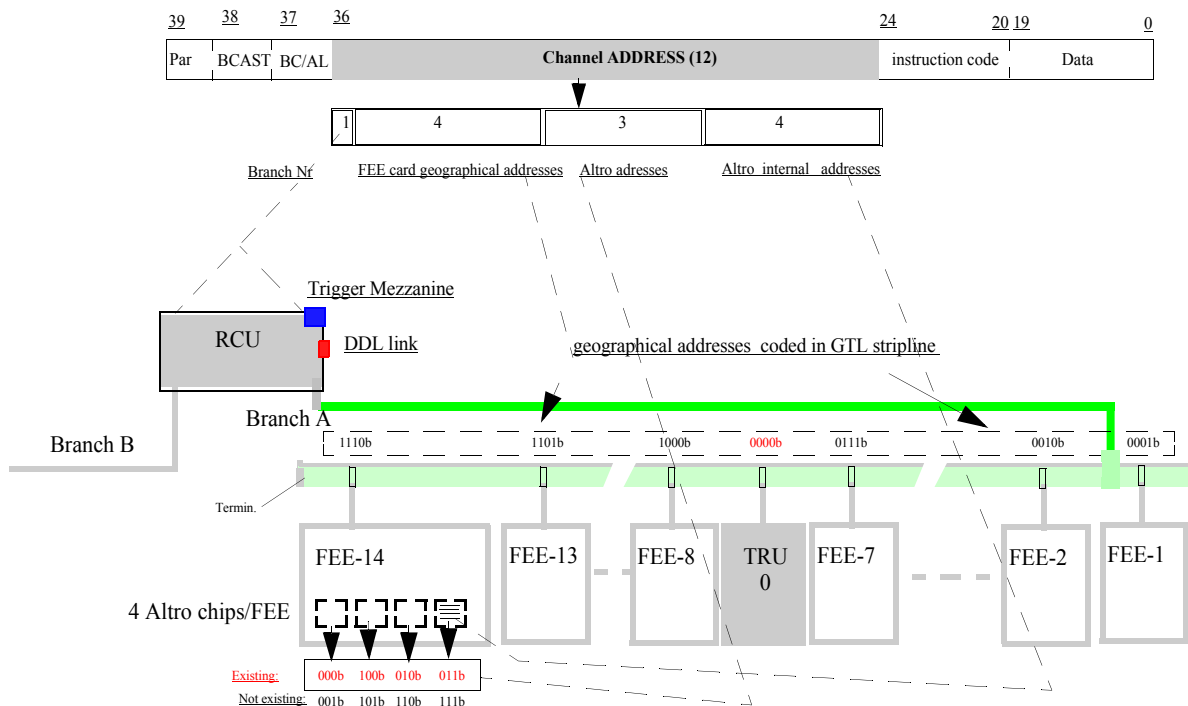 39 38 37 36 24 20 19 0
Par BCAST BC/AL Channel ADDRESS (12) instruction code Data
1 4 3 4
Branch Nr FEE card geographical addresses Altro adresses Altro internal addresses
Trigger Mezzanine
RCU
DDL link
geographical addresses coded in GTL stripline
Branch A
Branch B
1110b 1101b 1000b 0000b 0111b 0010b 0001b
Termin.
FEE-14 FEE-13 FEE-8 TRU FEE-7 FEE-2 FEE-1
0
4 Altro chips/FEE
Existing: 000b 100b 010b 011b
Not existing: 001b 101b 110b 111b